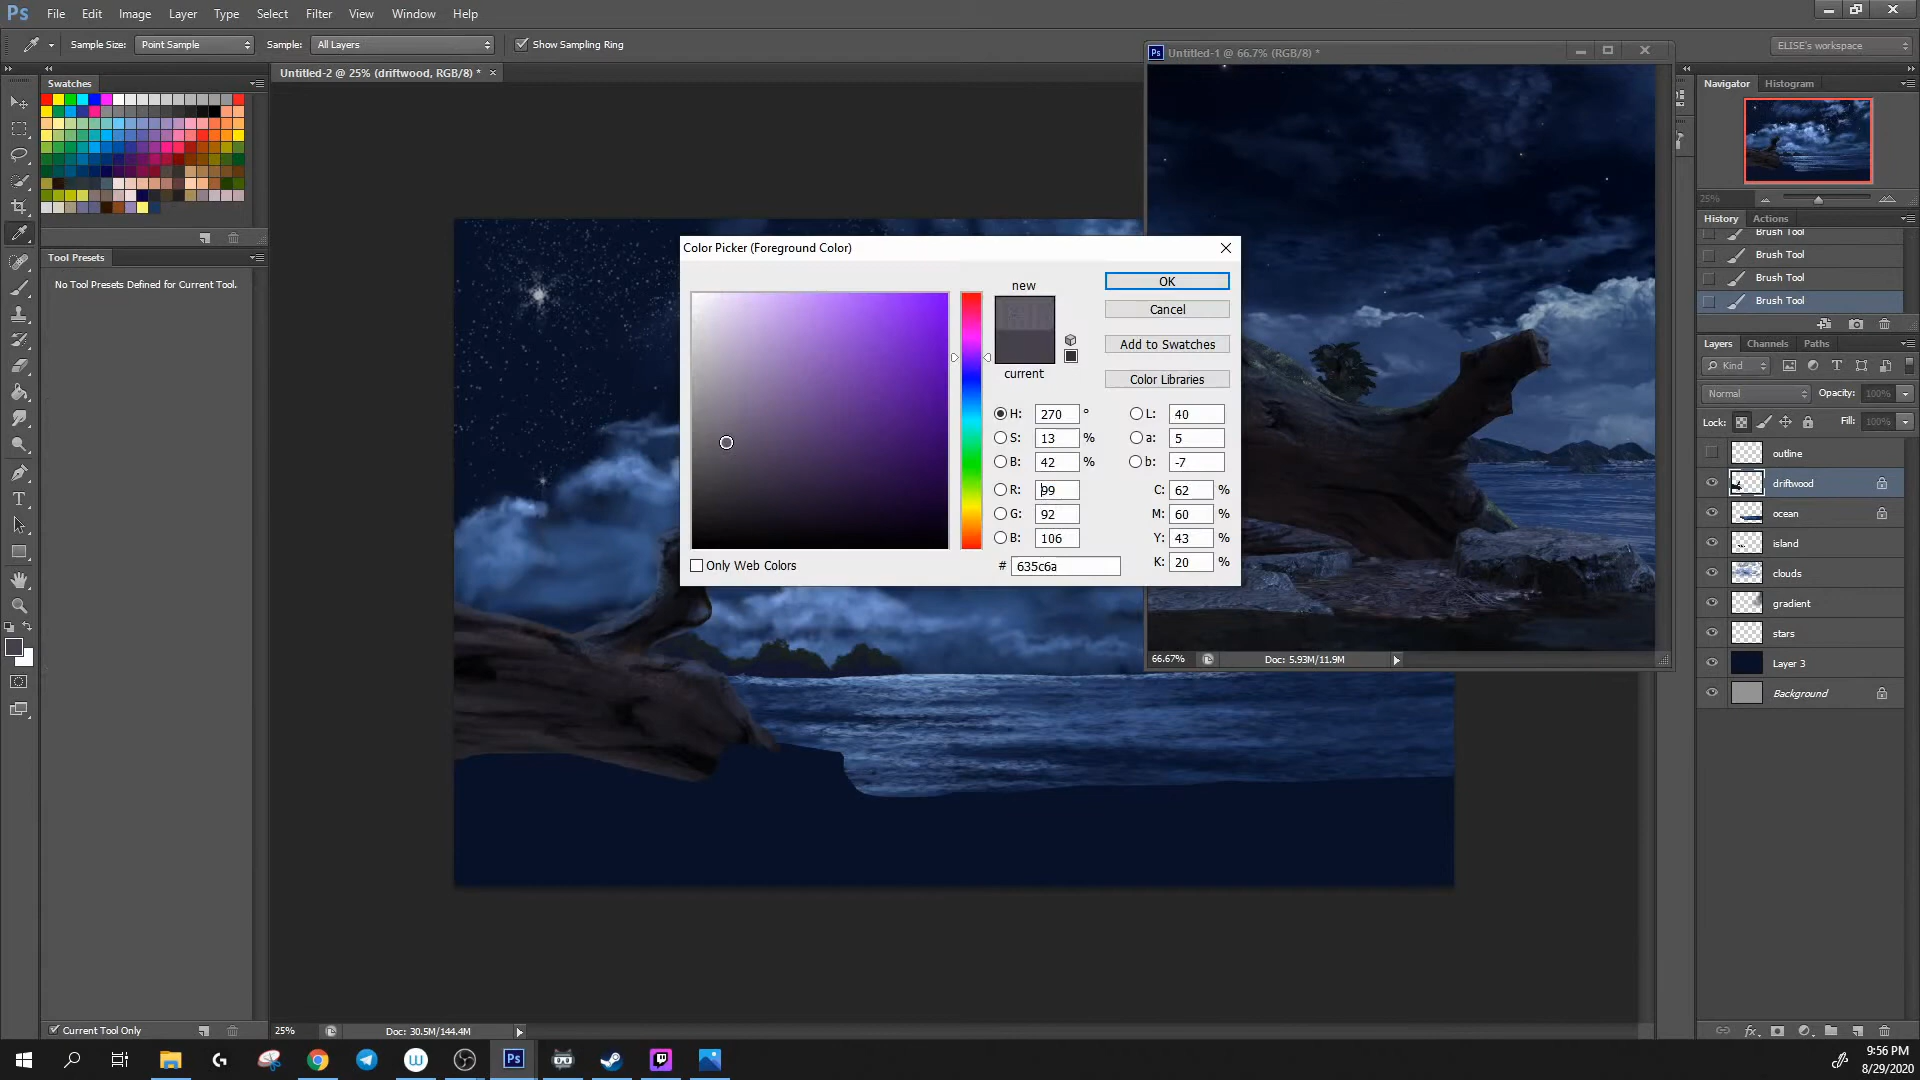 Ps File Edit Image Layer Type Select Filter View Window Help
Sample Size: Point Sample Sample: All Layers Show Sampling Ring ELISE's workspace
Swatches
Tool Presets
No Tool Presets Defined for Current Tool.
Current Tool Only
Untitled-2 @ 25% (driftwood, RGB/8) *
25% Doc: 30.5M/144.4M
Untitled-1 @ 66.7% (RGB/8) *
66.67% Doc: 5.93M/11.9M
Color Picker (Foreground Color)
new
current
OK
Cancel
Add to Swatches
Color Libraries
H: 270 ° L: 40
S: 13 % a: 5
B: 42 % b: -7
R: 99 C: 62 %
G: 92 M: 60 %
B: 106 Y: 43 %
# 635c6a K: 20 %
Only Web Colors
Navigator Histogram
25%
History Actions
Brush Tool
Brush Tool
Brush Tool
Brush Tool
Layers Channels Paths
Kind
Normal Opacity: 100%
Lock: Fill: 100%
outline
driftwood
ocean
island
clouds
gradient
stars
Layer 3
Background
9:56 PM
8/29/2020